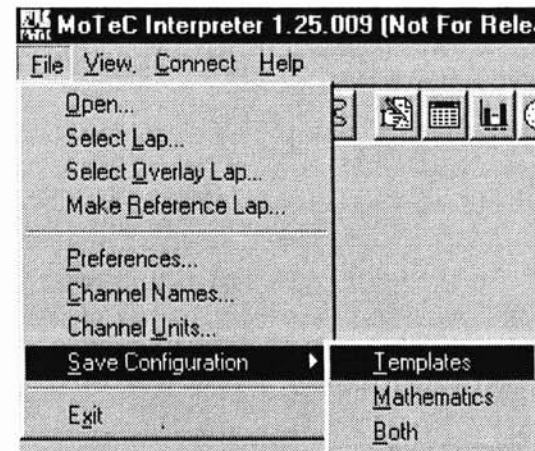 MoTeC Interpreter 1.25.009 (Not For Rele
File View. Connect Help
Open...
Select Lap...
Select Overlay Lap...
Make Reference Lap...
Preferences...
Channel Names...
Channel Units...
Save Configuration
Templates
Exit
Mathematics
Both